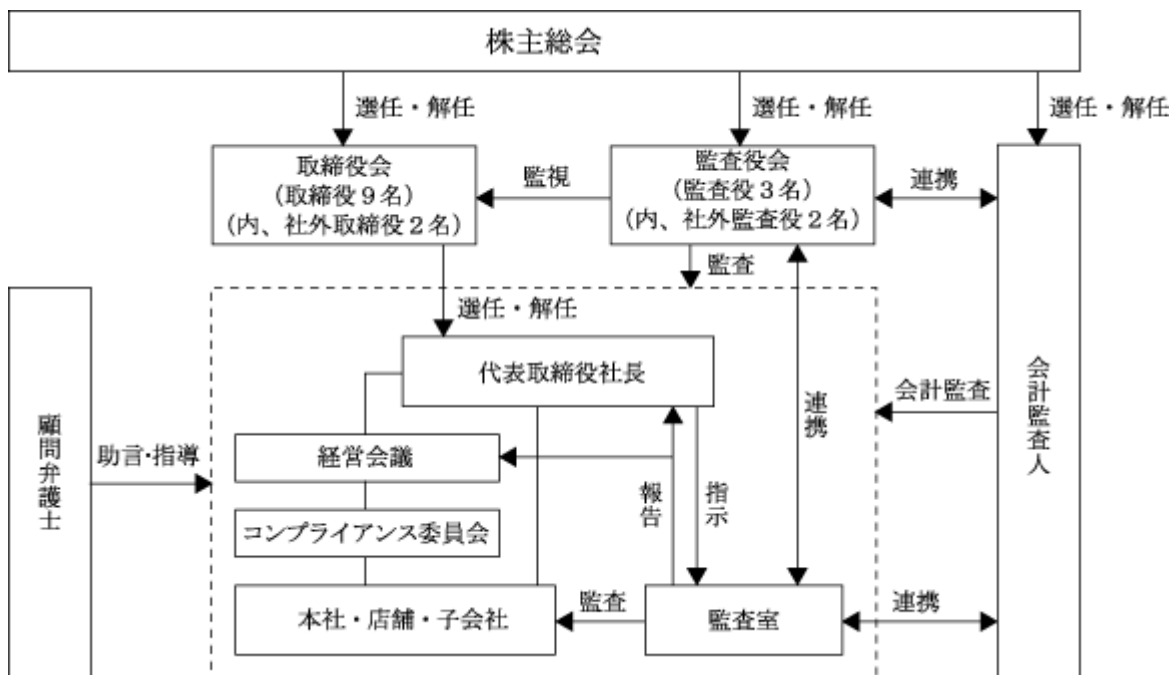 株主総会
選任・解任
選任・解任
選任・解任
取締役会
（取締役９名）
（内、社外取締役２名）
監視
監査役会
（監査役３名）
（内、社外監査役２名）
連携
監査
選任・解任
代表取締役社長
顧問弁護士
助言・指導
経営会議
コンプライアンス委員会
本社・店舗・子会社
監査
報告
指示
監査室
連携
連携
会計監査
会計監査人